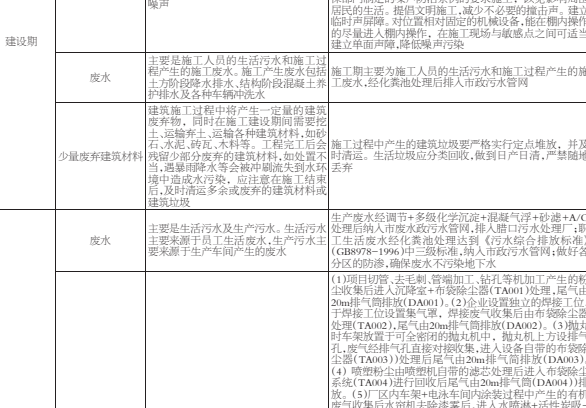 噪声
居民的生活。提倡文明施工,减少不必要的撞击声。建立
临时声屏障。对位置相对固定的机械设备,能在棚内操作
的尽量进入棚内操作，在施工现场与敏感点之间可适当
建立单面声障,降低噪声污染
建设期
废水
主要是施工人员的生活污水和施工过
程产生的施工废水。施工产生废水包括
土方阶段降水排水、结构阶段混凝土养
护排水及各种车辆冲洗水
施工期主要为施工人员的生活污水和施工过程产生的施
工废水,经化粪池处理后排入市政污水管网
少量废弃建筑材料
建筑施工过程中将产生一定量的建筑
废弃物，同时在施工建设期间需要挖
土、运输弃土、运输各种建筑材料,如砂
石、水泥、砖瓦、木料等。工程完工后会
残留少部分废弃的建筑材料,如处置不
当,遇暴雨降水等会被冲刷流失到水环
境中造成水污染，应注意在施工结束
后,及时清运多余或废弃的建筑材料或
建筑垃圾
施工过程中产生的建筑垃圾要严格实行定点堆放，并及
时清运。生活垃圾应分类回收,做到日产日清,严禁随地
丢弃
废水
主要是生活污水及生产污水。生活污水
主要来源于员工生活废水,生产污水主
要来源于生产车间产生的废水
生产废水经调节+多级化学沉淀+混凝气浮+砂滤+A/O
处理后纳入市废水政污水管网,排入腊口污水处理厂;职
工生活废水经化粪池处理达到《污水综合排放标准》
(GB8978-1996)中三级标准,纳入市政污水管网;做好各
分区的防渗,确保废水不污染地下水
(1)项目切管、去毛刺、管端加工、钻孔等机加工产生的粉
尘收集后进入沉降室+布袋除尘器(TA001)处理,尾气由
20m排气筒排放(DA001)。(2)企业设置独立的焊接工位,
于焊接工位设置集气罩，焊接废气收集后由布袋除尘器
处理(TA002),尾气由20m排气筒排放(DA002)。(3)抛丸
时车架放置于可全密闭的抛丸机中，抛丸机上方设排气
孔,废气经排气孔直接对接收集,进入设备自带的布袋除
尘器(TA003))处理后尾气由20m排气筒排放(DA003)。
(4) 喷塑粉尘由喷塑机自带的滤芯处理后进入布袋除尘
系统(TA004)进行回收后尾气由20m排气筒(DA004))排
放。(5)厂区内车架+电泳车间内涂装过程中产生的有